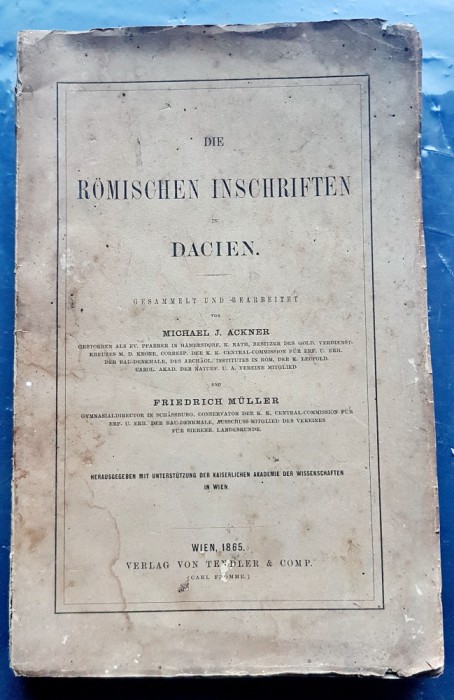 DIE
RÖMISCHEN INSCHRIFTEN
IN
DACIEN.
GESAMMELT UND BEARBEITET
VON
MICHAEL J. ACKNER
GESTORBEN ALS EV. PFARRER IN HAMERSDORF, K. RATH, BESITZER DES GOLD. VERDIENST-
KREUZES M. D. KRONE, CORRESP. DER K. K. CENTRAL-COMMISSION FÜR ERF. U. ERH.
DER BAU-DENKMALE, DES ARCHÄOL. INSTITUTES IN ROM, DER K. LEOPOLD.
CAROL. AKAD. DER NATURF. U. A. VEREINE MITGLIED
UND
FRIEDRICH MÜLLER
GYMNASIALDIRECTOR IN SCHÄSSBURG, CONSERVATOR DER K. K. CENTRAL-COMMISSION FÜR
ERF. U. ERH. DER BAU-DENKMALE, AUSSCHUSS-MITGLIED DES VEREINES
FÜR SIEBENB. LANDESKUNDE.
HERAUSGEGEBEN MIT UNTERSTÜTZUNG DER KAISERLICHEN AKADEMIE DER WISSENSCHAFTEN
IN WIEN.
WIEN, 1865.
VERLAG VON TENDLER & COMP.
(CARL FROMME.)